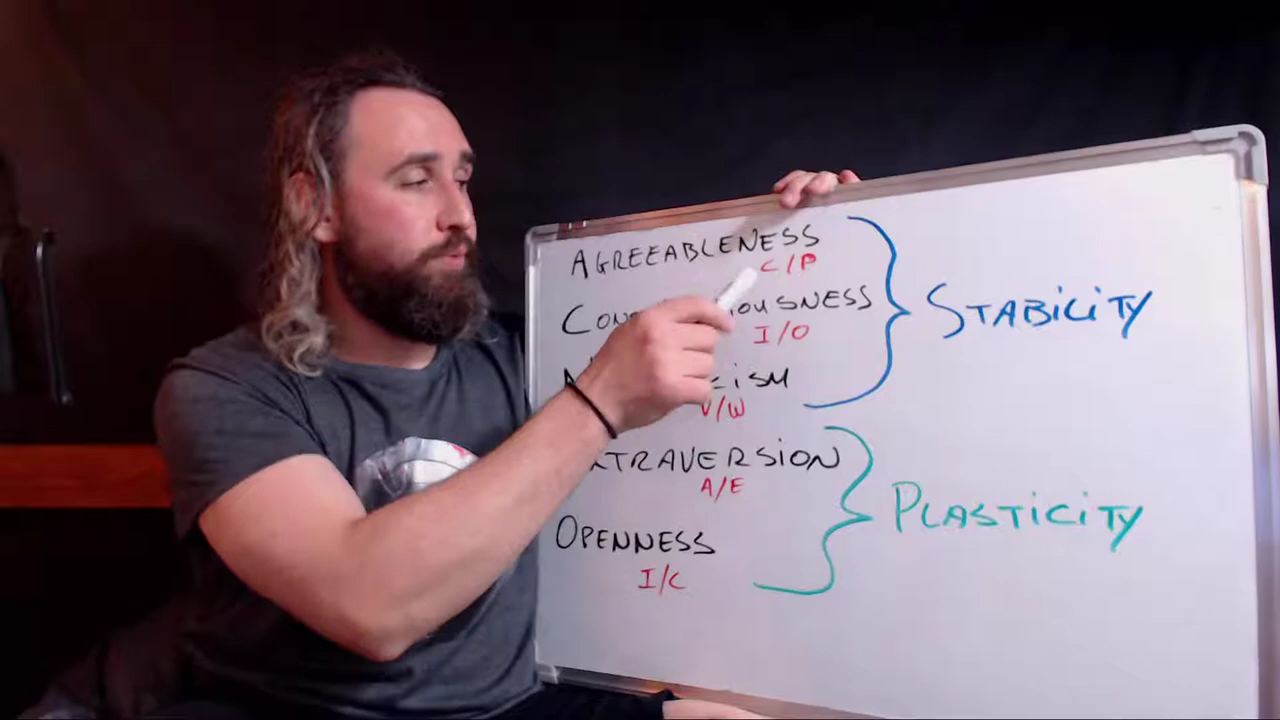 AGREEABLENESS
C/P
I/O
V/W
STABILITY
A/E
PLASTICITY
OPENNESS
I/C